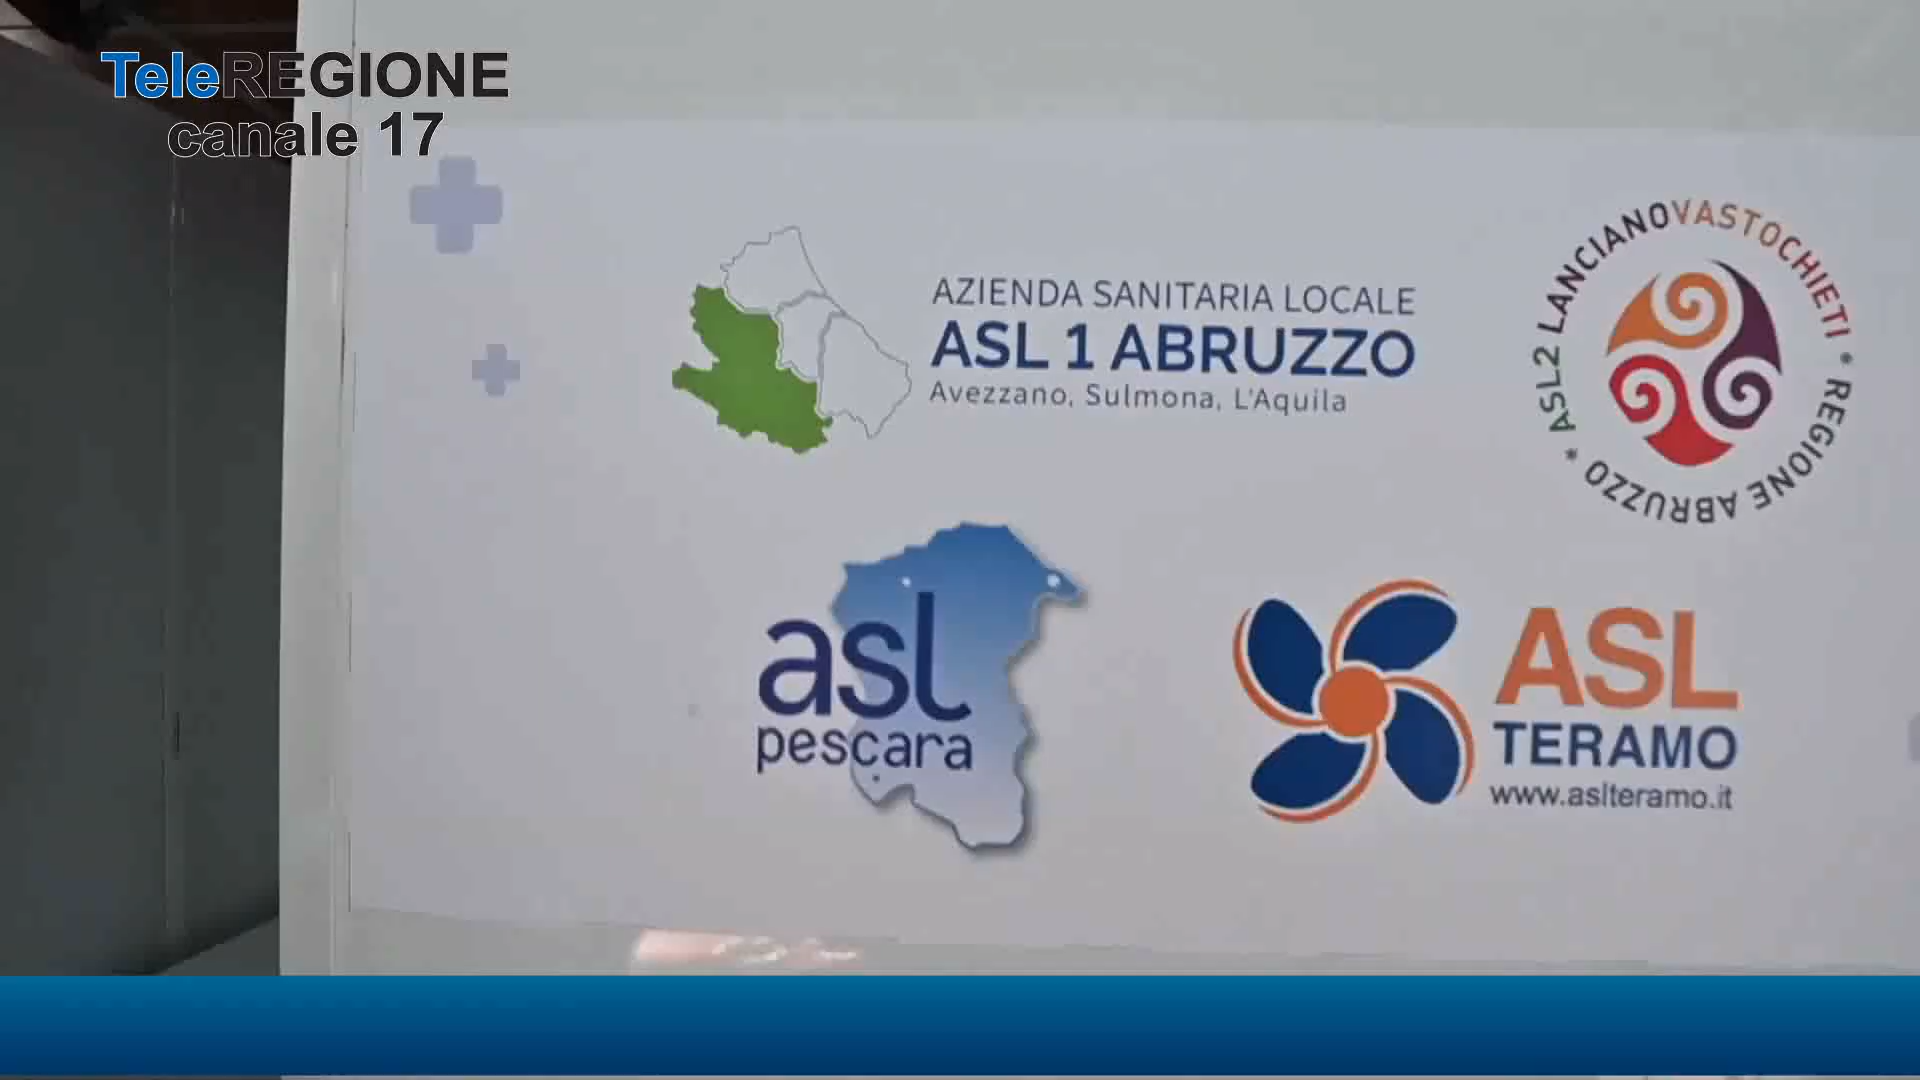 TeleREGIONE
canale 17
AZIENDA SANITARIA LOCALE
ASL 1 ABRUZZO
Avezzano, Sulmona, L'Aquila
* ASL2 LANCIANOVASTOCHIETI * REGIONE ABRUZZO
asl
pescara
ASL
TERAMO
www.aslteramo.it